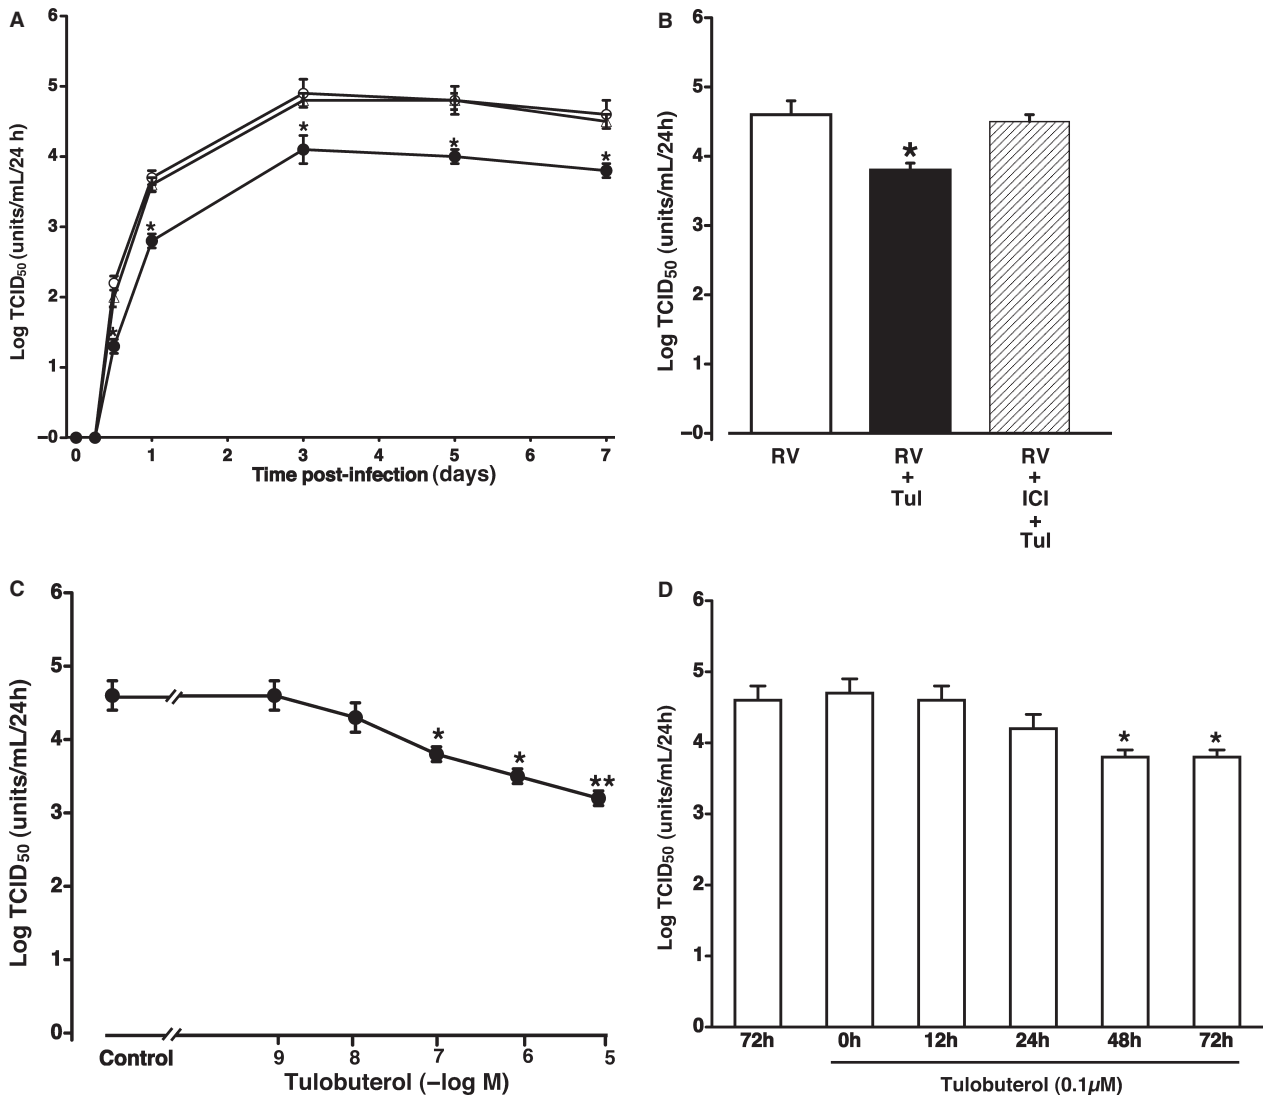 A
6
5
4
3
2
1
–0
Log TCID50 (units/mL/24 h)
*
*
*
*
*
0 1 2 3 4 5 6 7
Time post-infection (days)
B
6
5
4
3
2
1
–0
Log TCID50 (units/mL/24h)
*
RV RV RV
+ +
Tul ICI
+
Tul
C
6
5
4
3
2
1
0
Log TCID50 (units/mL/24h)
*
*
**
Control 9 8 7 6 5
Tulobuterol (–log M)
D
6
5
4
3
2
1
0
Log TCID50 (units/mL/24h)
* *
72h 0h 12h 24h 48h 72h
Tulobuterol (0.1µM)